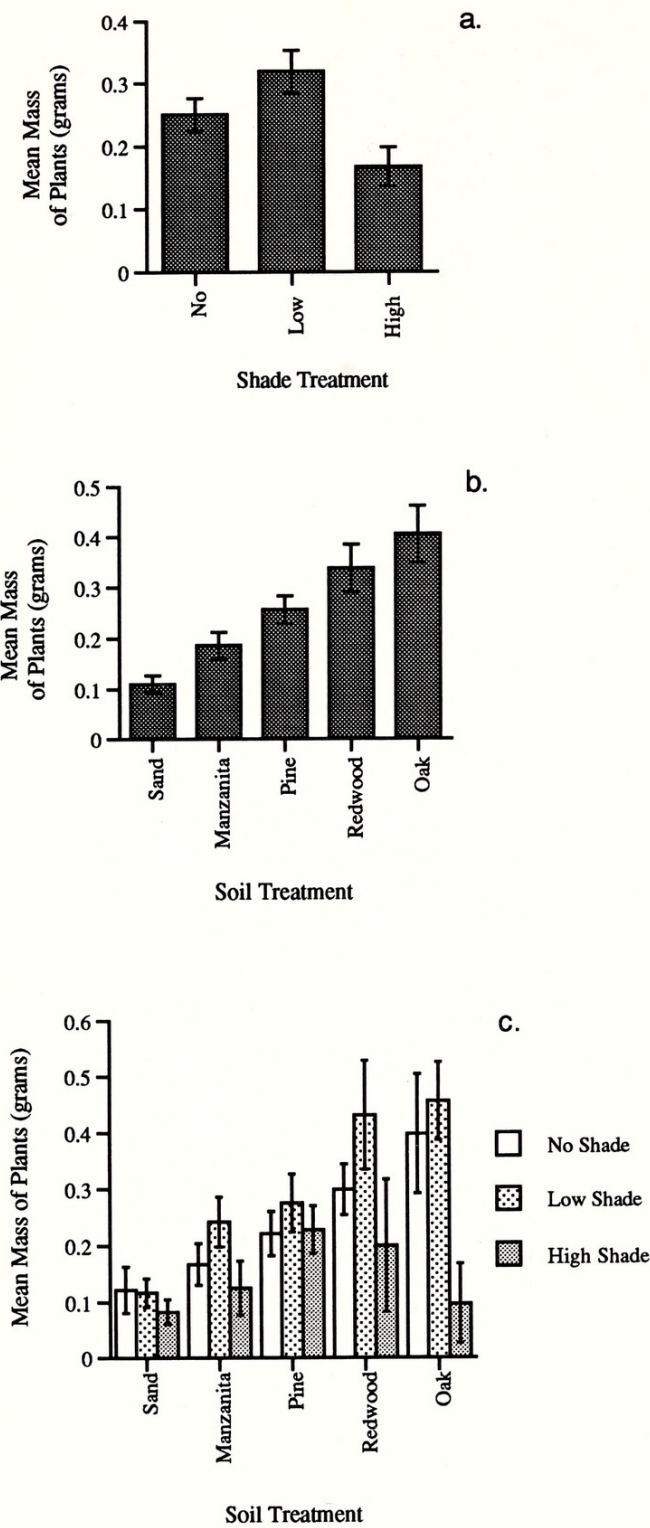 a.
0.4
0.3
0.2
0.1
0
Mean Mass
of Plants (grams)
No
Low
High
Shade Treatment
b.
0.5
0.4
0.3
0.2
0.1
0
Mean Mass
of Plants (grams)
Sand
Manzanita
Pine
Redwood
Oak
Soil Treatment
c.
0.6
0.5
0.4
0.3
0.2
0.1
0
Mean Mass of Plants (grams)
No Shade
Low Shade
High Shade
Sand
Manzanita
Pine
Redwood
Oak
Soil Treatment